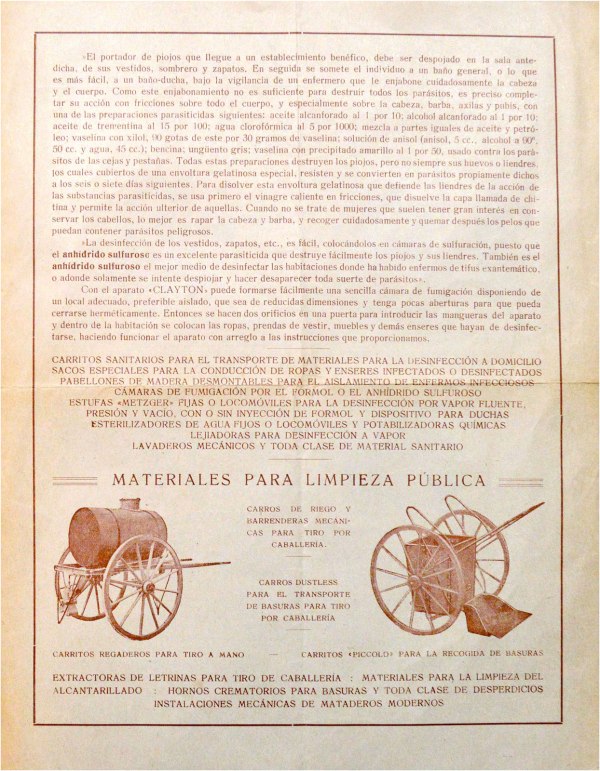 «El portador de piojos que llegue a un establecimiento benéfico, debe ser despojado en la sala ante-
dicha, de sus vestidos, sombrero y zapatos. En seguida se somete el individuo a un baño general, o lo que
es más fácil, a un baño-ducha, bajo la vigilancia de un enfermero que le enjabone cuidadosamente la cabeza
y el cuerpo. Como este enjabonamiento no es suficiente para destruir todos los parásitos, es preciso comple-
tar su acción con fricciones sobre todo el cuerpo, y especialmente sobre la cabeza, barba, axilas y pubis, con
una de las preparaciones parasiticidas siguientes: aceite alcanforado al 1 por 10; alcohol alcanforado al 1 por 10;
aceite de trementina al 15 por 100; agua clorofórmica al 5 por 1000; mezcla a partes iguales de aceite y petró-
leo; vaselina con xilol, 90 gotas de este por 30 gramos de vaselina; solución de anisol (anisol, 5 cc., alcohol a 90º,
50 cc. y agua, 45 cc.); bencina; ungüento gris; vaselina con precipitado amarillo al 1 por 50, usado contra los pará-
sitos de las cejas y pestañas. Todas estas preparaciones destruyen los piojos, pero no siempre sus huevos o liendres,
los cuales cubiertos de una envoltura gelatinosa especial, resisten y se convierten en parásitos propiamente dichos
a los seis o siete días siguientes. Para disolver esta envoltura gelatinosa que defiende las liendres de la acción de
las substancias parasiticidas, se usa primero el vinagre caliente en fricciones, que disuelve la capa llamada de chi-
tina y permite la acción ulterior de aquellas. Cuando no se trate de mujeres que suelen tener gran interés en con-
servar los cabellos, lo mejor es rapar la cabeza y barba, y recoger cuidadosamente y quemar después los pelos que
puedan contener parásitos peligrosos.
«La desinfección de los vestidos, zapatos, etc., es fácil, colocándolos en cámaras de sulfuración, puesto que
el anhídrido sulfuroso es un excelente parasiticida que destruye fácilmente los piojos y sus liendres. También es el
anhídrido sulfuroso el mejor medio de desinfectar las habitaciones donde ha habido enfermos de tifus exantemático,
o adonde solamente se intente despiojar y hacer desaparecer toda suerte de parásitos».
Con el aparato «CLAYTON» puede formarse fácilmente una sencilla cámara de fumigación disponiendo de
un local adecuado, preferible aislado, que sea de reducidas dimensiones y tenga pocas aberturas para que pueda
cerrarse herméticamente. Entonces se hacen dos orificios en una puerta para introducir las mangueras del aparato
y dentro de la habitación se colocan las ropas, prendas de vestir, muebles y demás enseres que hayan de desinfec-
tarse, haciendo funcionar el aparato con arreglo a las instrucciones que proporcionamos.
CARRITOS SANITARIOS PARA EL TRANSPORTE DE MATERIALES PARA LA DESINFECCIÓN A DOMICILIO
SACOS ESPECIALES PARA LA CONDUCCIÓN DE ROPAS Y ENSERES INFECTADOS O DESINFECTADOS
PABELLONES DE MADERA DESMONTABLES PARA EL AISLAMIENTO DE ENFERMOS INFECCIOSOS
CÁMARAS DE FUMIGACIÓN POR EL FORMOL O EL ANHÍDRIDO SULFUROSO
ESTUFAS «METZGER» FIJAS O LOCOMÓVILES PARA LA DESINFECCIÓN POR VAPOR FLUENTE,
PRESIÓN Y VACÍO, CON O SIN INYECCIÓN DE FORMOL Y DISPOSITIVO PARA DUCHAS
ESTERILIZADORES DE AGUA FIJOS O LOCOMÓVILES Y POTABILIZADORAS QUÍMICAS
LEJIADORAS PARA DESINFECCIÓN A VAPOR
LAVADEROS MECÁNICOS Y TODA CLASE DE MATERIAL SANITARIO
MATERIALES PARA LIMPIEZA PÚBLICA
CARROS DE RIEGO Y
BARRENDERAS MECÁNI-
CAS PARA TIRO POR
CABALLERÍA.
CARROS DUSTLESS
PARA EL TRANSPORTE
DE BASURAS PARA TIRO
POR CABALLERÍA
CARRITOS REGADEROS PARA TIRO A MANO — CARRITOS «PICCOLO» PARA LA RECOGIDA DE BASURAS
EXTRACTORAS DE LETRINAS PARA TIRO DE CABALLERÍA : MATERIALES PARA LA LIMPIEZA DEL
ALCANTARILLADO : HORNOS CREMATORIOS PARA BASURAS Y TODA CLASE DE DESPERDICIOS
INSTALACIONES MECÁNICAS DE MATADEROS MODERNOS